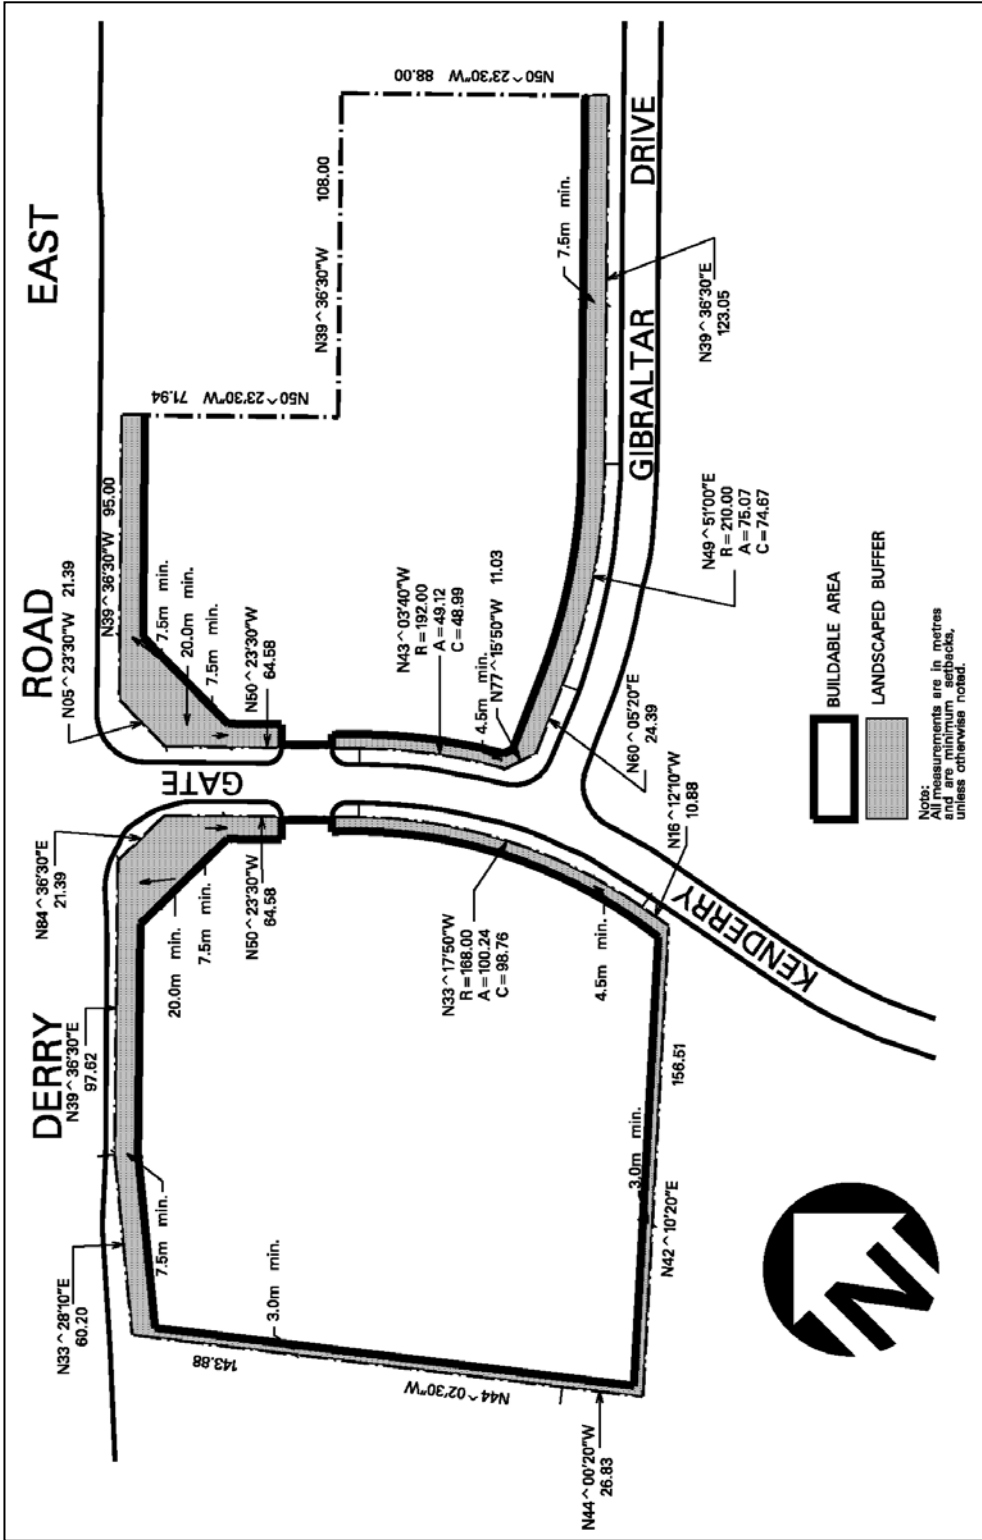 DERRY
ROAD
EAST
N33^28'10"E
60.20
N39^36'30"E
97.62
N84^36'30"E
21.39
N05^23'30"W 21.39
N39^36'30"W 95.00
N50^23'30"W 71.94
N39^36'30"W 108.00
N50^23'30"W 88.00
7.5m min.
20.0m min.
7.5m min.
GATE
7.5m min.
20.0m min.
7.5m min.
N50^23'30"W
64.58
N50^23'30"W
64.58
3.0m min.
143.88
N44^02'30"W
N44^00'20"W
26.83
N33^17'50"W
R=168.00
A=100.24
C=98.76
4.5m min.
N43^03'40"W
R=192.00
A=49.12
C=48.99
4.5m min.
N77^15'50"W 11.03
7.5m min.
3.0m min.
N42^10'20"E
156.51
N16^12'10"W
10.88
N60^05'20"E
24.39
N49^51'00"E
R=210.00
A=75.07
C=74.67
N39^36'30"E
123.05
GIBRALTAR DRIVE
KENDERRY
N
BUILDABLE AREA
LANDSCAPED BUFFER
Note:
All measurements are in metres
and are minimum setbacks,
unless otherwise noted.